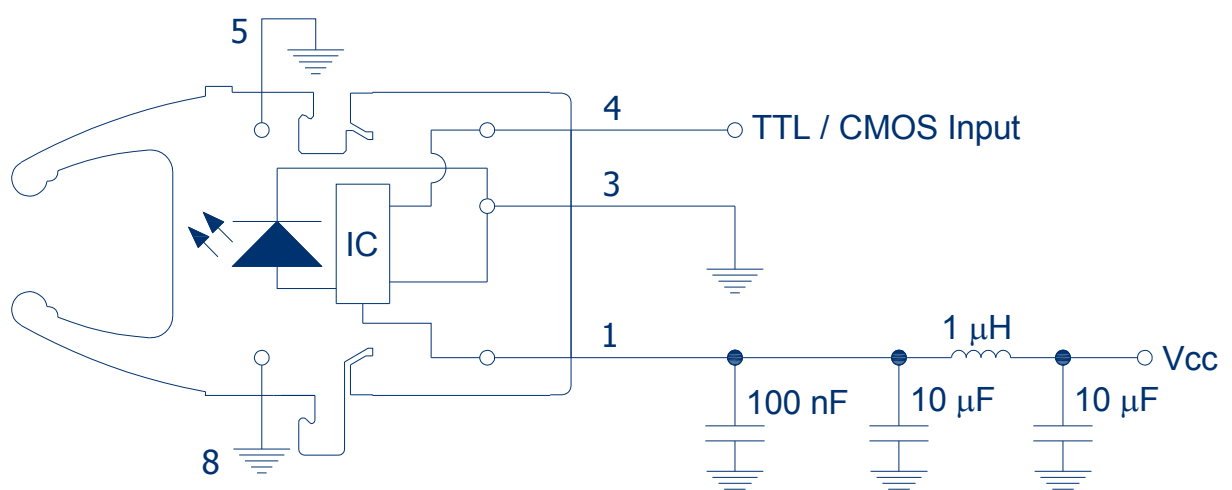 5
4
TTL / CMOS Input
3
IC
1
1 μH
Vcc
100 nF
10 μF
10 μF
8